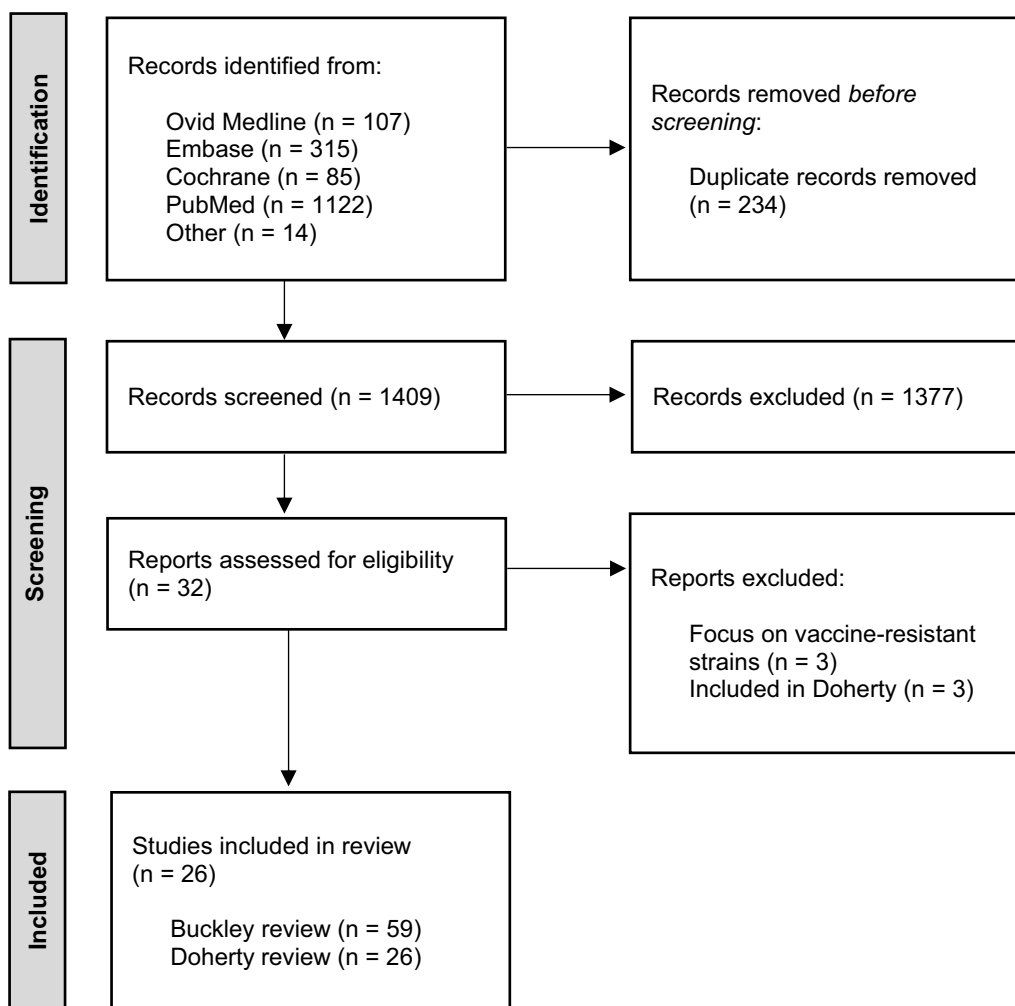 Identification
Records identified from:
Ovid Medline (n = 107)
Embase (n = 315)
Cochrane (n = 85)
PubMed (n = 1122)
Other (n = 14)
Records removed before
screening:
Duplicate records removed
(n = 234)
Screening
Records screened (n = 1409)
Records excluded (n = 1377)
Reports assessed for eligibility
(n = 32)
Reports excluded:
Focus on vaccine-resistant
strains (n = 3)
Included in Doherty (n = 3)
Included
Studies included in review
(n = 26)
Buckley review (n = 59)
Doherty review (n = 26)